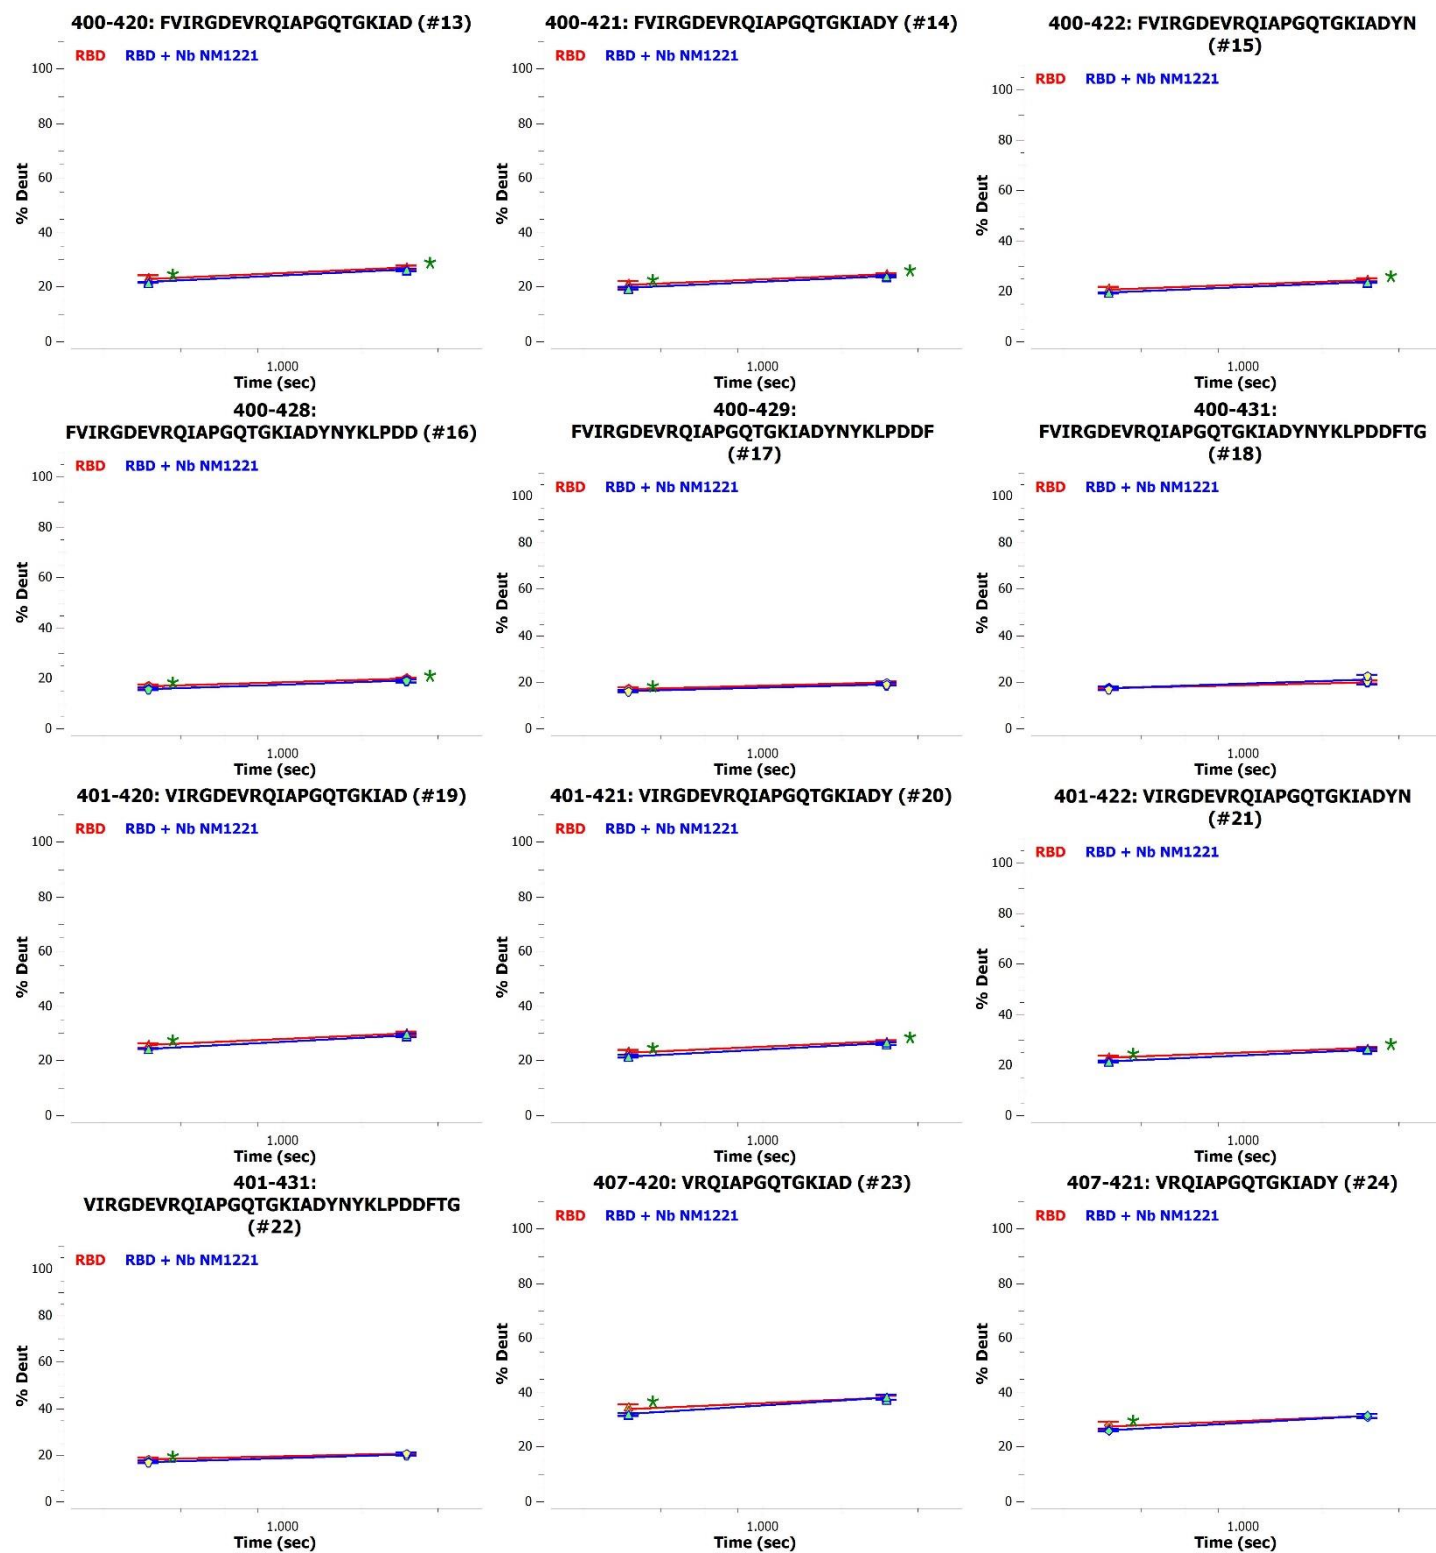 400-420: FVIRGDEVRQIAPGQTGKIAD (#13)
RBD RBD + Nb NM1221
100
80
60
40
20
0
% Deut
1.000
Time (sec)
400-421: FVIRGDEVRQIAPGQTGKIADY (#14)
RBD RBD + Nb NM1221
100
80
60
40
20
0
% Deut
1.000
Time (sec)
400-422: FVIRGDEVRQIAPGQTGKIADYN
(#15)
RBD RBD + Nb NM1221
100
80
60
40
20
0
% Deut
1.000
Time (sec)
400-428:
FVIRGDEVRQIAPGQTGKIADYNYKLPDD (#16)
RBD RBD + Nb NM1221
100
80
60
40
20
0
% Deut
1.000
Time (sec)
400-429:
FVIRGDEVRQIAPGQTGKIADYNYKLPDDF
(#17)
RBD RBD + Nb NM1221
100
80
60
40
20
0
% Deut
1.000
Time (sec)
400-431:
FVIRGDEVRQIAPGQTGKIADYNYKLPDDFTG
(#18)
RBD RBD + Nb NM1221
100
80
60
40
20
0
% Deut
1.000
Time (sec)
401-420: VIRGDEVRQIAPGQTGKIAD (#19)
RBD RBD + Nb NM1221
100
80
60
40
20
0
% Deut
1.000
Time (sec)
401-421: VIRGDEVRQIAPGQTGKIADY (#20)
RBD RBD + Nb NM1221
100
80
60
40
20
0
% Deut
1.000
Time (sec)
401-422: VIRGDEVRQIAPGQTGKIADYN
(#21)
RBD RBD + Nb NM1221
100
80
60
40
20
0
% Deut
1.000
Time (sec)
401-431:
VIRGDEVRQIAPGQTGKIADYNYKLPDDFTG
(#22)
RBD RBD + Nb NM1221
100
80
60
40
20
0
% Deut
1.000
Time (sec)
407-420: VRQIAPGQTGKIAD (#23)
RBD RBD + Nb NM1221
100
80
60
40
20
0
% Deut
1.000
Time (sec)
407-421: VRQIAPGQTGKIADY (#24)
RBD RBD + Nb NM1221
100
80
60
40
20
0
% Deut
1.000
Time (sec)